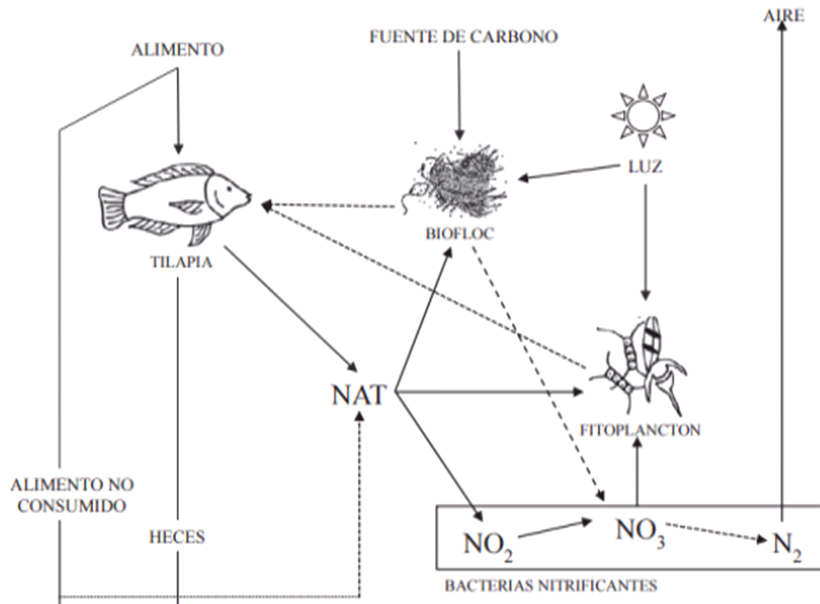 AIRE
FUENTE DE CARBONO
ALIMENTO
LUZ
BIOFLOC
TILAPIA
NAT
FITOPLANCTON
ALIMENTO NO
CONSUMIDO
HECES
NO2
NO3
N2
BACTERIAS NITRIFICANTES